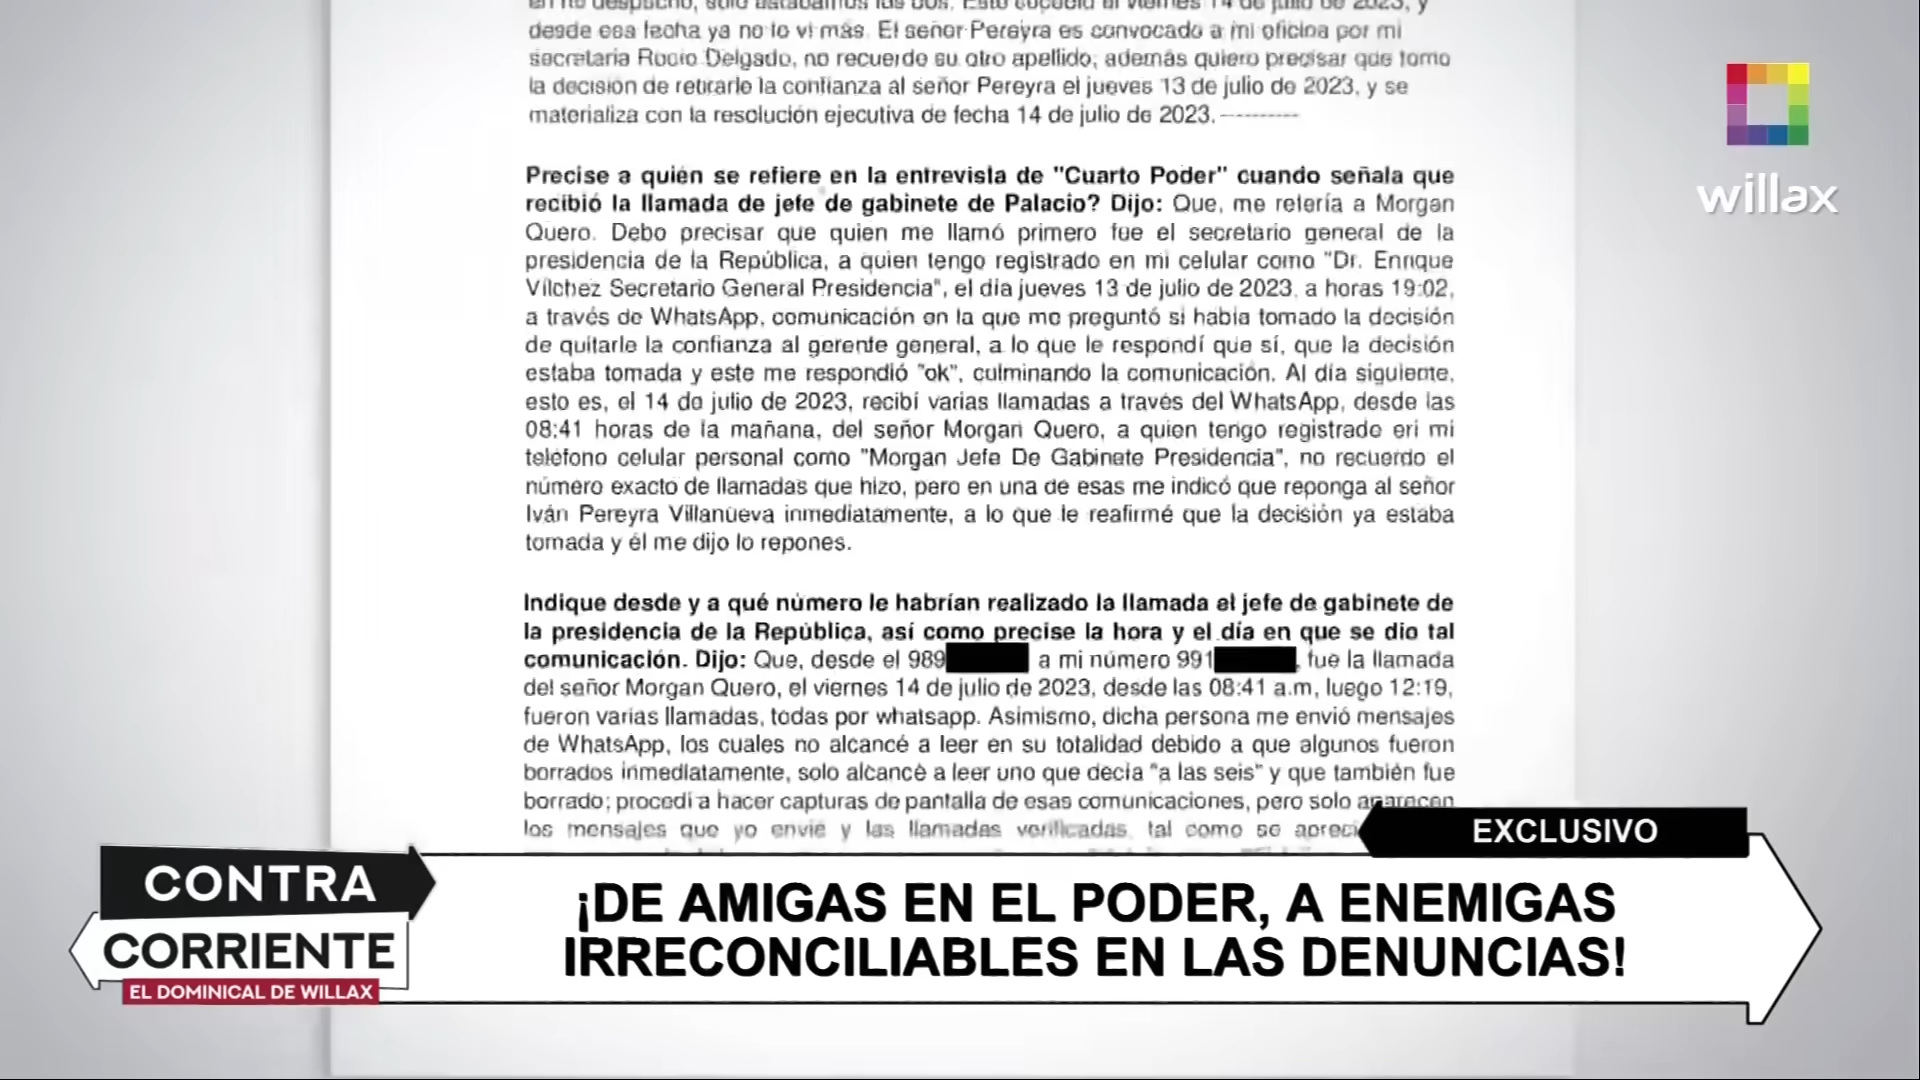 en mi despacho, solo estábamos los dos. Esto sucedió el viernes 14 de julio de 2023, y
desde esa fecha ya no lo vi más. El señor Pereyra es convocado a mi oficina por mi
secretaria Rocío Delgado, no recuerdo su otro apellido; además quiero precisar que tomo
la decisión de retirarle la confianza al señor Pereyra el jueves 13 de julio de 2023, y se
materializa con la resolución ejecutiva de fecha 14 de julio de 2023.----------
Precise a quién se refiere en la entrevista de "Cuarto Poder" cuando señala que
recibió la llamada de jefe de gabinete de Palacio? Dijo: Que, me refería a Morgan
Quero. Debo precisar que quien me llamó primero fue el secretario general de la
presidencia de la República, a quien tengo registrado en mi celular como "Dr. Enrique
Vílchez Secretario General Presidencia", el día jueves 13 de julio de 2023, a horas 19:02,
a través de WhatsApp, comunicación en la que me preguntó si había tomado la decisión
de quitarle la confianza al gerente general, a lo que le respondí que sí, que la decisión
estaba tomada y este me respondió "ok", culminando la comunicación. Al día siguiente,
esto es, el 14 de julio de 2023, recibí varias llamadas a través del WhatsApp, desde las
08:41 horas de la mañana, del señor Morgan Quero, a quien tengo registrado en mi
teléfono celular personal como "Morgan Jefe De Gabinete Presidencia", no recuerdo el
número exacto de llamadas que hizo, pero en una de esas me indicó que reponga al señor
Iván Pereyra Villanueva inmediatamente, a lo que le reafirmé que la decisión ya estaba
tomada y él me dijo lo repones.
Indique desde y a qué número le habrían realizado la llamada el jefe de gabinete de
la presidencia de la República, así como precise la hora y el día en que se dio tal
comunicación. Dijo: Que, desde el 989 a mi número 991 , fue la llamada
del señor Morgan Quero, el viernes 14 de julio de 2023, desde las 08:41 a.m, luego 12:19,
fueron varias llamadas, todas por whatsapp. Asimismo, dicha persona me envió mensajes
de WhatsApp, los cuales no alcancé a leer en su totalidad debido a que algunos fueron
borrados inmediatamente, solo alcancé a leer uno que decía "a las seis" y que también fue
borrado; procedí a hacer capturas de pantalla de esas comunicaciones, pero solo aparecen
los mensajes que yo envié y las llamadas verificadas, tal como se
willax
EXCLUSIVO
CONTRA
CORRIENTE
EL DOMINICAL DE WILLAX
¡DE AMIGAS EN EL PODER, A ENEMIGAS
IRRECONCILIABLES EN LAS DENUNCIAS!